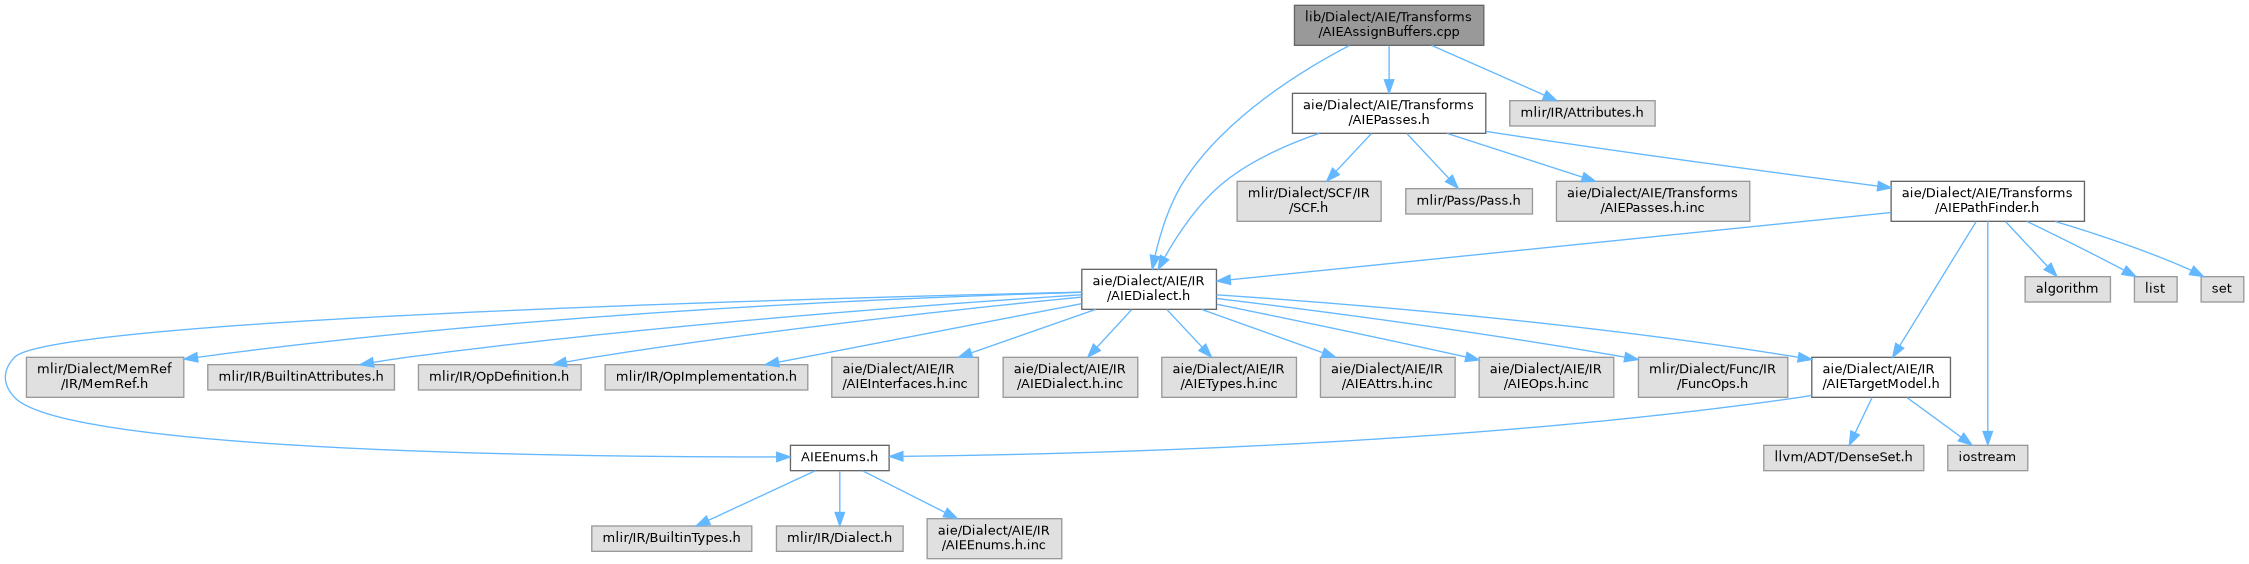 lib/Dialect/AIE/Transforms
/AIEAssignBuffers.cpp
aie/Dialect/AIE/Transforms
/AIEPasses.h
mlir/IR/Attributes.h
mlir/Dialect/SCF/IR
/SCF.h
mlir/Pass/Pass.h
aie/Dialect/AIE/Transforms
/AIEPasses.h.inc
aie/Dialect/AIE/Transforms
/AIEPathFinder.h
aie/Dialect/AIE/IR
/AIEDialect.h
algorithm
list
set
mlir/Dialect/MemRef
/IR/MemRef.h
mlir/IR/BuiltinAttributes.h
mlir/IR/OpDefinition.h
mlir/IR/OpImplementation.h
aie/Dialect/AIE/IR
/AIEInterfaces.h.inc
aie/Dialect/AIE/IR
/AIEDialect.h.inc
aie/Dialect/AIE/IR
/AIETypes.h.inc
aie/Dialect/AIE/IR
/AIEAttrs.h.inc
aie/Dialect/AIE/IR
/AIEOps.h.inc
mlir/Dialect/Func/IR
/FuncOps.h
aie/Dialect/AIE/IR
/AIETargetModel.h
AIEEnums.h
llvm/ADT/DenseSet.h
iostream
mlir/IR/BuiltinTypes.h
mlir/IR/Dialect.h
aie/Dialect/AIE/IR
/AIEEnums.h.inc